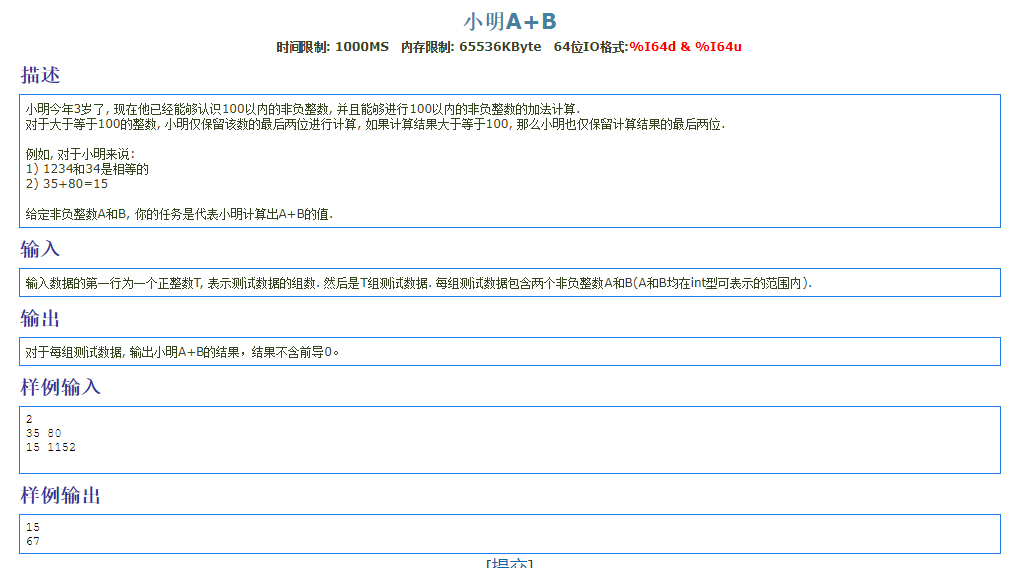 小明A+B
时间限制: 1000MS 内存限制: 65536KByte 64位IO格式:%I64d & %I64u
描述
小明今年3岁了, 现在他已经能够认识100以内的非负整数, 并且能够进行100以内的非负整数的加法计算.
对于大于等于100的整数, 小明仅保留该数的最后两位进行计算, 如果计算结果大于等于100, 那么小明也仅保留计算结果的最后两位.
例如, 对于小明来说:
1) 1234和34是相等的
2) 35+80=15
给定非负整数A和B, 你的任务是代表小明计算出A+B的值.
输入
输入数据的第一行为一个正整数T, 表示测试数据的组数. 然后是T组测试数据. 每组测试数据包含两个非负整数A和B(A和B均在int型可表示的范围内).
输出
对于每组测试数据, 输出小明A+B的结果，结果不含前导0。
样例输入
2
35 80
15 1152
样例输出
15
67
[提交]